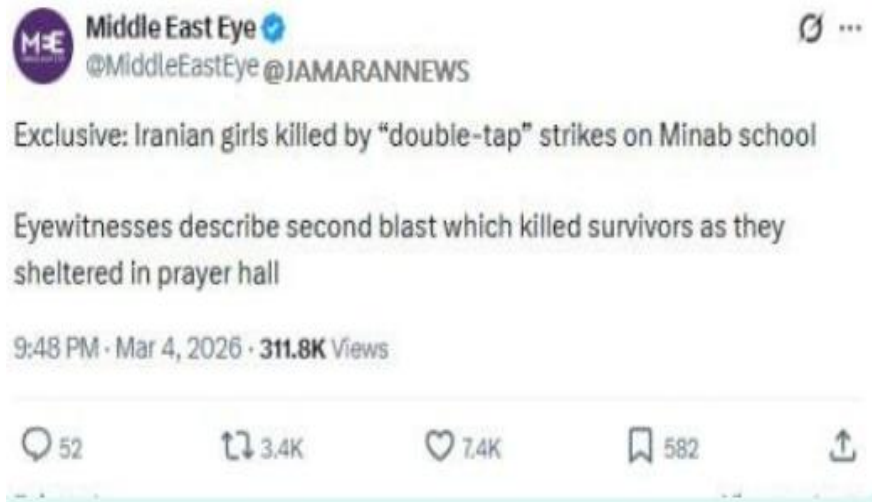 MEE
Middle East Eye
@MiddleEastEye @JAMARANNEWS
Exclusive: Iranian girls killed by “double-tap” strikes on Minab school
Eyewitnesses describe second blast which killed survivors as they
sheltered in prayer hall
9:48 PM · Mar 4, 2026 · 311.8K Views
52 3.4K 7.4K 582